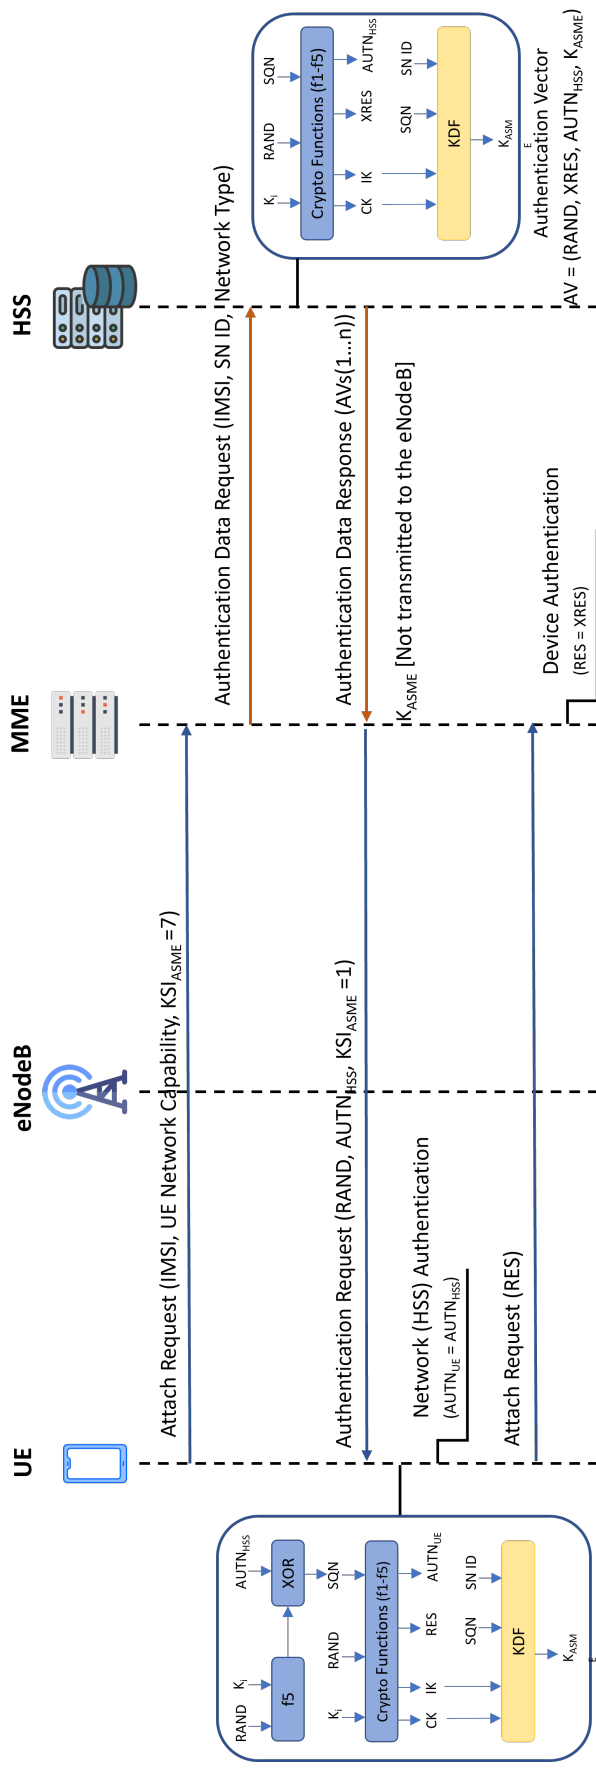 UE
eNodeB
MME
HSS
Attach Request (IMSI, UE Network Capability, KSI_ASME =7)
Authentication Data Request (IMSI, SN ID, Network Type)
K_i
RAND
SQN
Crypto Functions (f1-f5)
CK
IK
XRES
AUTN_HSS
SQN
SN ID
KDF
K_ASM
E
Authentication Vector
AV = (RAND, XRES, AUTN_HSS, K_ASME)
Authentication Data Response (AVs(1...n))
K_ASME [Not transmitted to the eNodeB]
Authentication Request (RAND, AUTN_HSS, KSI_ASME =1)
RAND
K_i
AUTN_HSS
f5
XOR
K_i
RAND
SQN
Crypto Functions (f1-f5)
CK
IK
RES
AUTN_UE
SQN
SN ID
KDF
K_ASM
E
Network (HSS) Authentication
(AUTN_UE = AUTN_HSS)
Attach Request (RES)
Device Authentication
(RES = XRES)